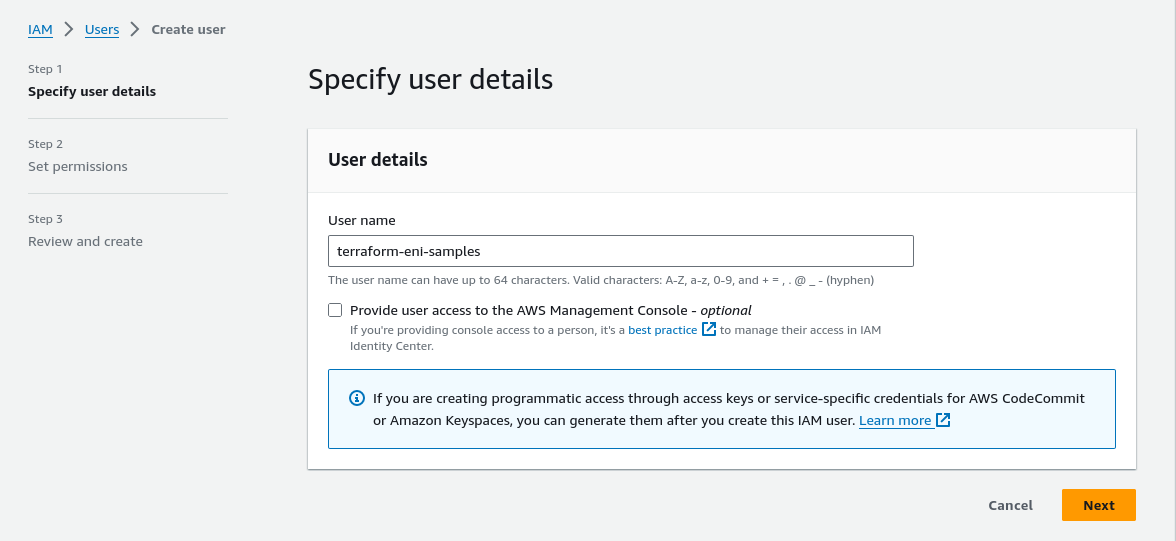 IAM > Users > Create user
Step 1
Specify user details
Step 2
Set permissions
Step 3
Review and create
Specify user details
User details
User name
terraform-eni-samples
The user name can have up to 64 characters. Valid characters: A-Z, a-z, 0-9, and + = , . @ _ - (hyphen)
Provide user access to the AWS Management Console - optional
If you're providing console access to a person, it's a best practice to manage their access in IAM
Identity Center.
If you are creating programmatic access through access keys or service-specific credentials for AWS CodeCommit
or Amazon Keyspaces, you can generate them after you create this IAM user. Learn more
Cancel
Next